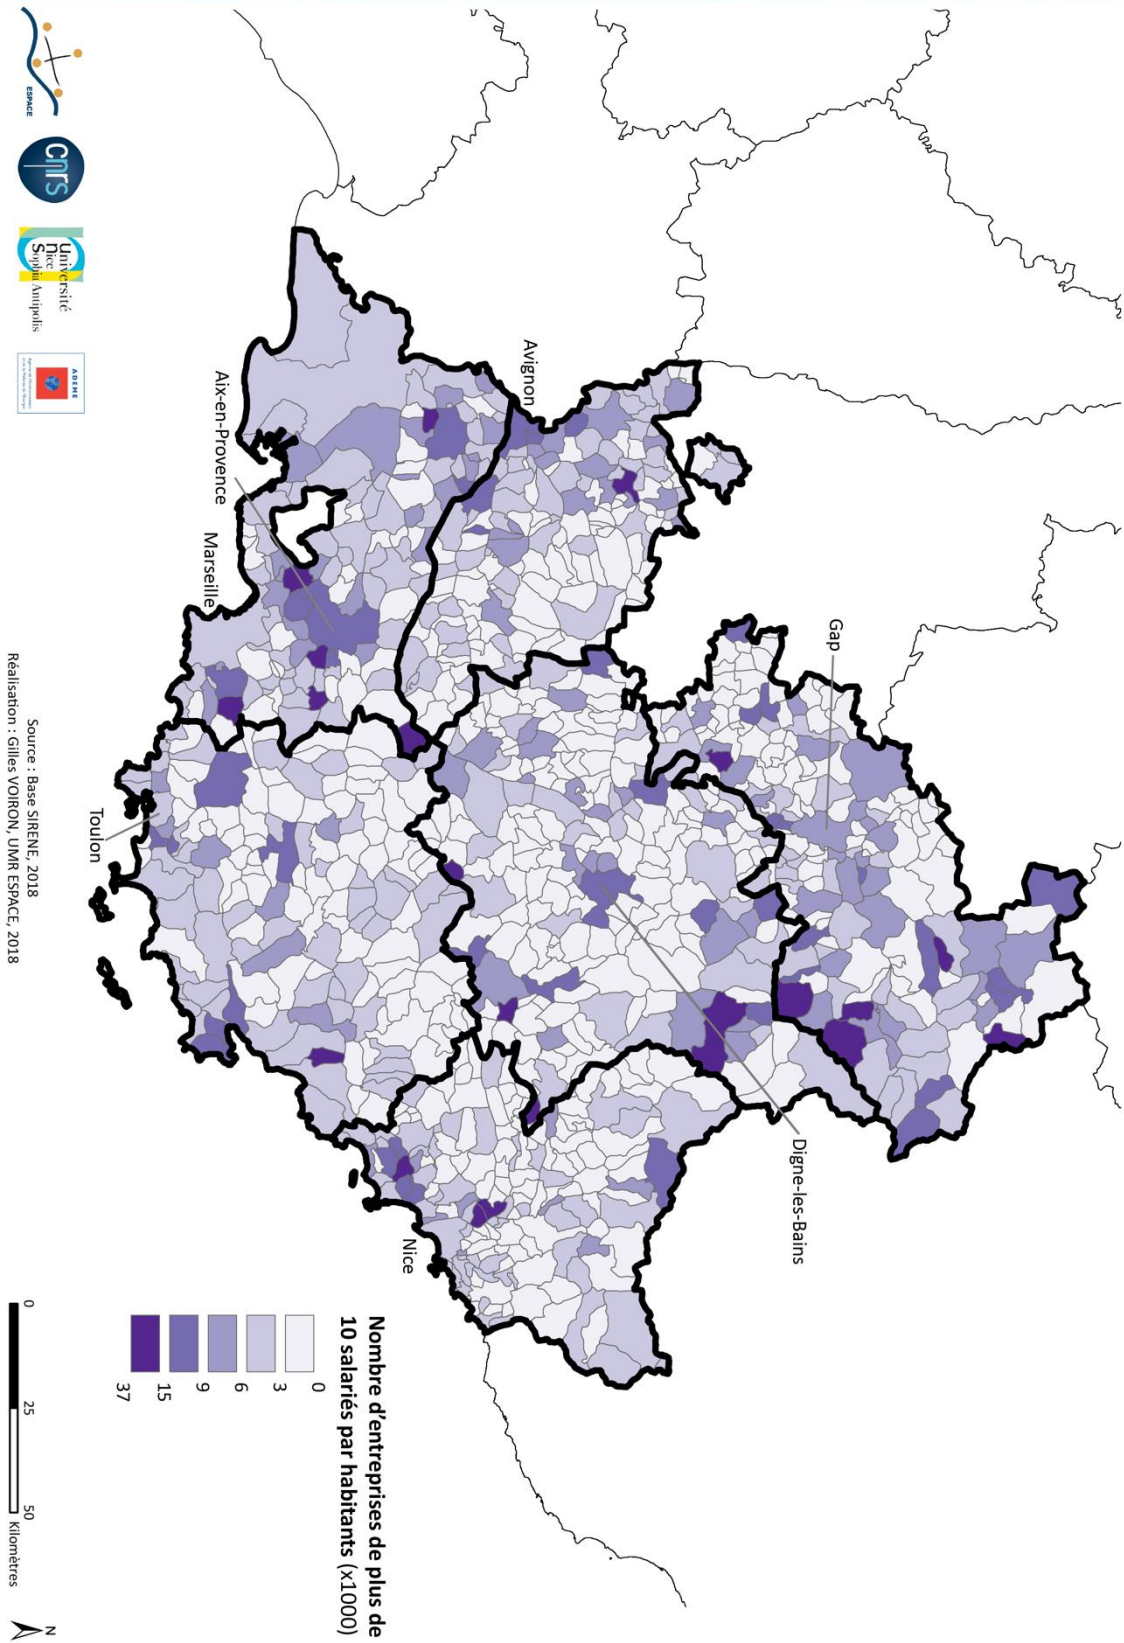 Gap
Digne-les-Bains
Avignon
Aix-en-Provence
Marseille
Nice
Toulon
Nombre d'entreprises de plus de
10 salariés par habitants (x1000)
0
3
6
9
15
37
0 25 50
Kilomètres
N
Source : Base SIRENE, 2018
Réalisation : Gilles VOIRON, UMR ESPACE, 2018
ESPACE
cnrs
Université
nice
Sophia Antipolis
ADEME